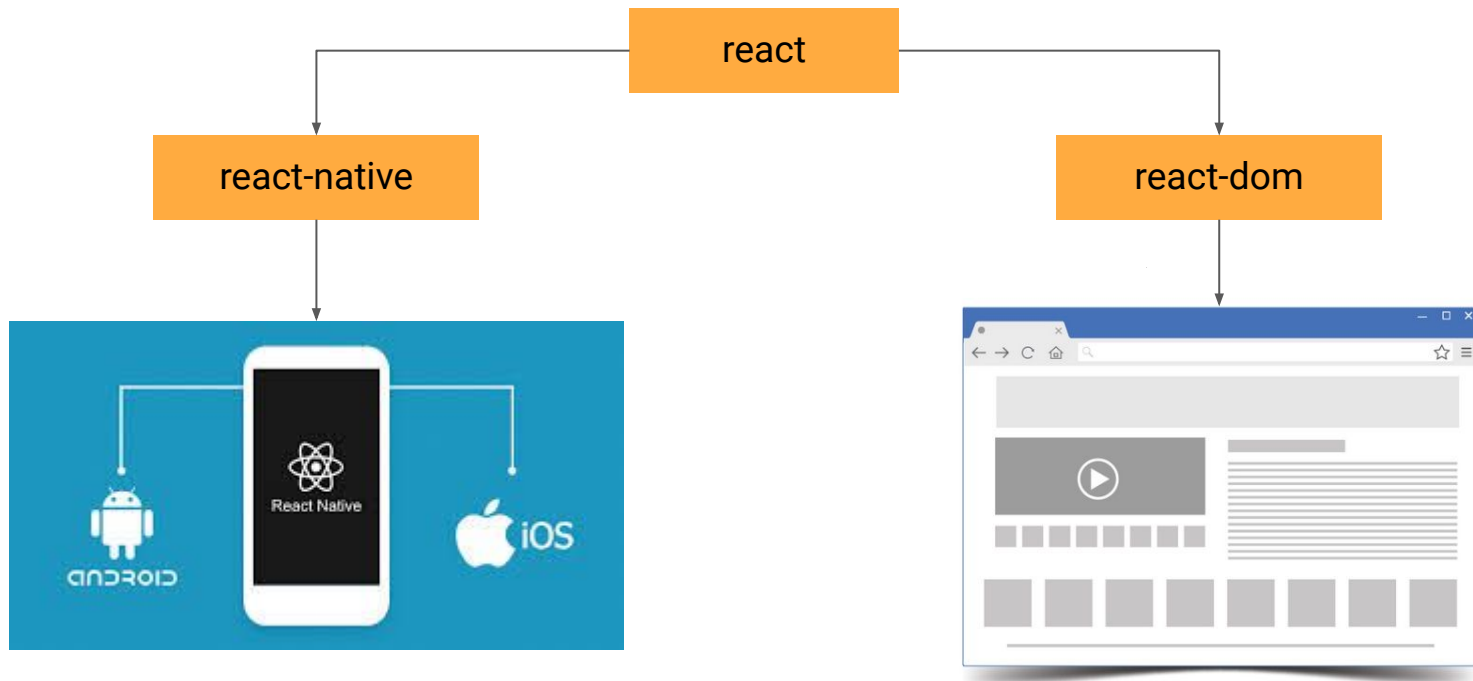 react
react-native
react-dom
React Native
android
iOS